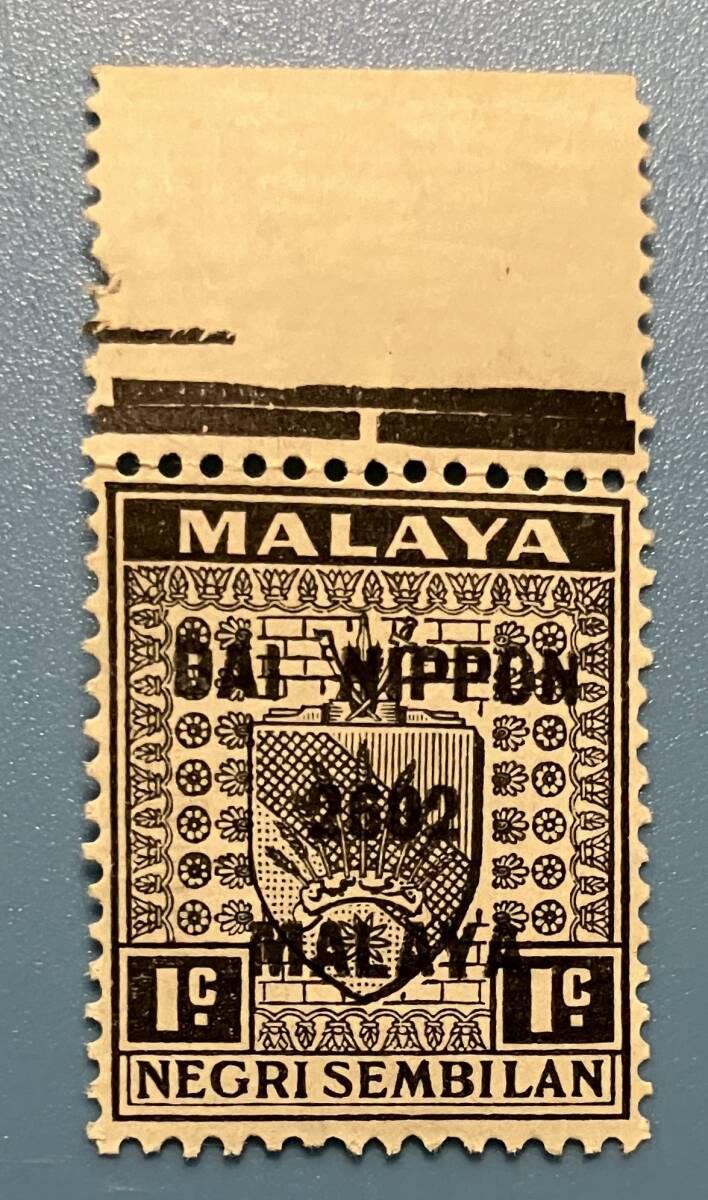 MALAYA
DAI NIPPON
2602
MALAYA
1c. 1c.
NEGRI SEMBILAN